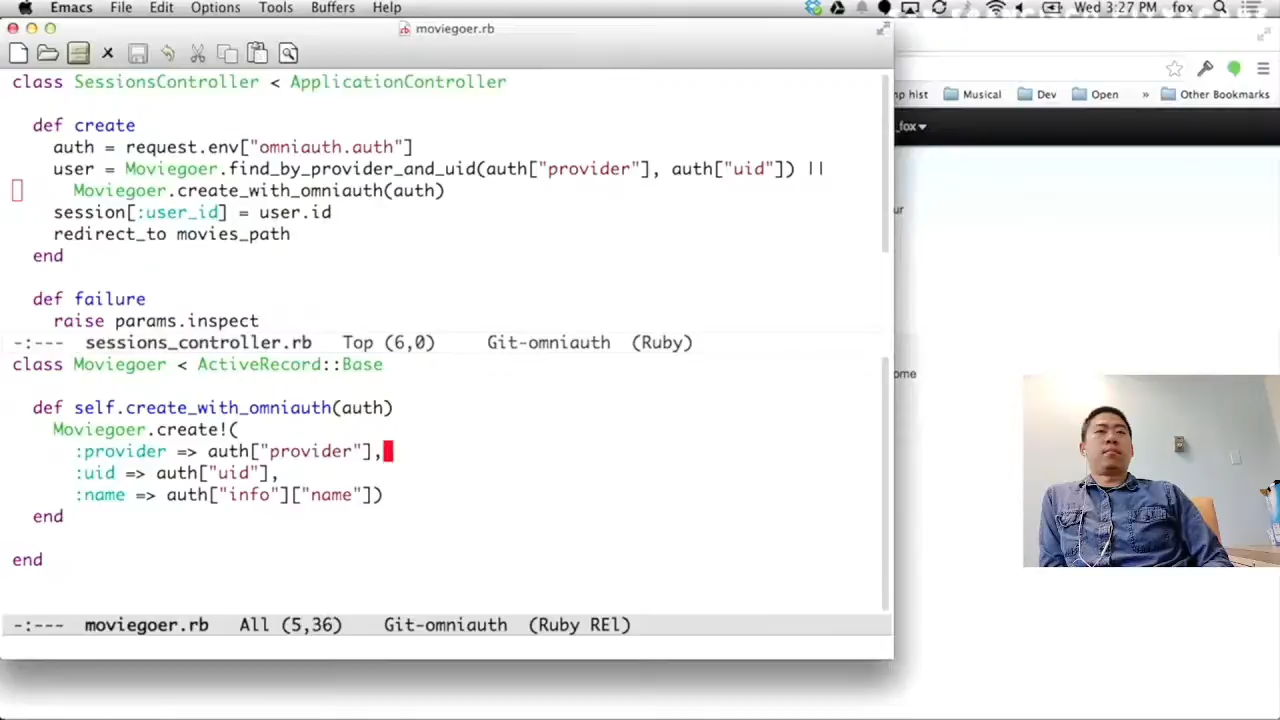 Emacs File Edit Options Tools Buffers Help
Wed 3:27 PM fox
moviegoer.rb
class SessionsController < ApplicationController
def create
auth = request.env["omniauth.auth"]
user = Moviegoer.find_by_provider_and_uid(auth["provider"], auth["uid"]) ||
Moviegoer.create_with_omniauth(auth)
session[:user_id] = user.id
redirect_to movies_path
end
def failure
raise params.inspect
-:--- sessions_controller.rb Top (6,0) Git-omniauth (Ruby)
class Moviegoer < ActiveRecord::Base
def self.create_with_omniauth(auth)
Moviegoer.create!(
:provider => auth["provider"],
:uid => auth["uid"],
:name => auth["info"]["name"])
end
end
-:--- moviegoer.rb All (5,36) Git-omniauth (Ruby REl)
hist Musical Dev Open » Other Bookmarks
_fox
ur
ome